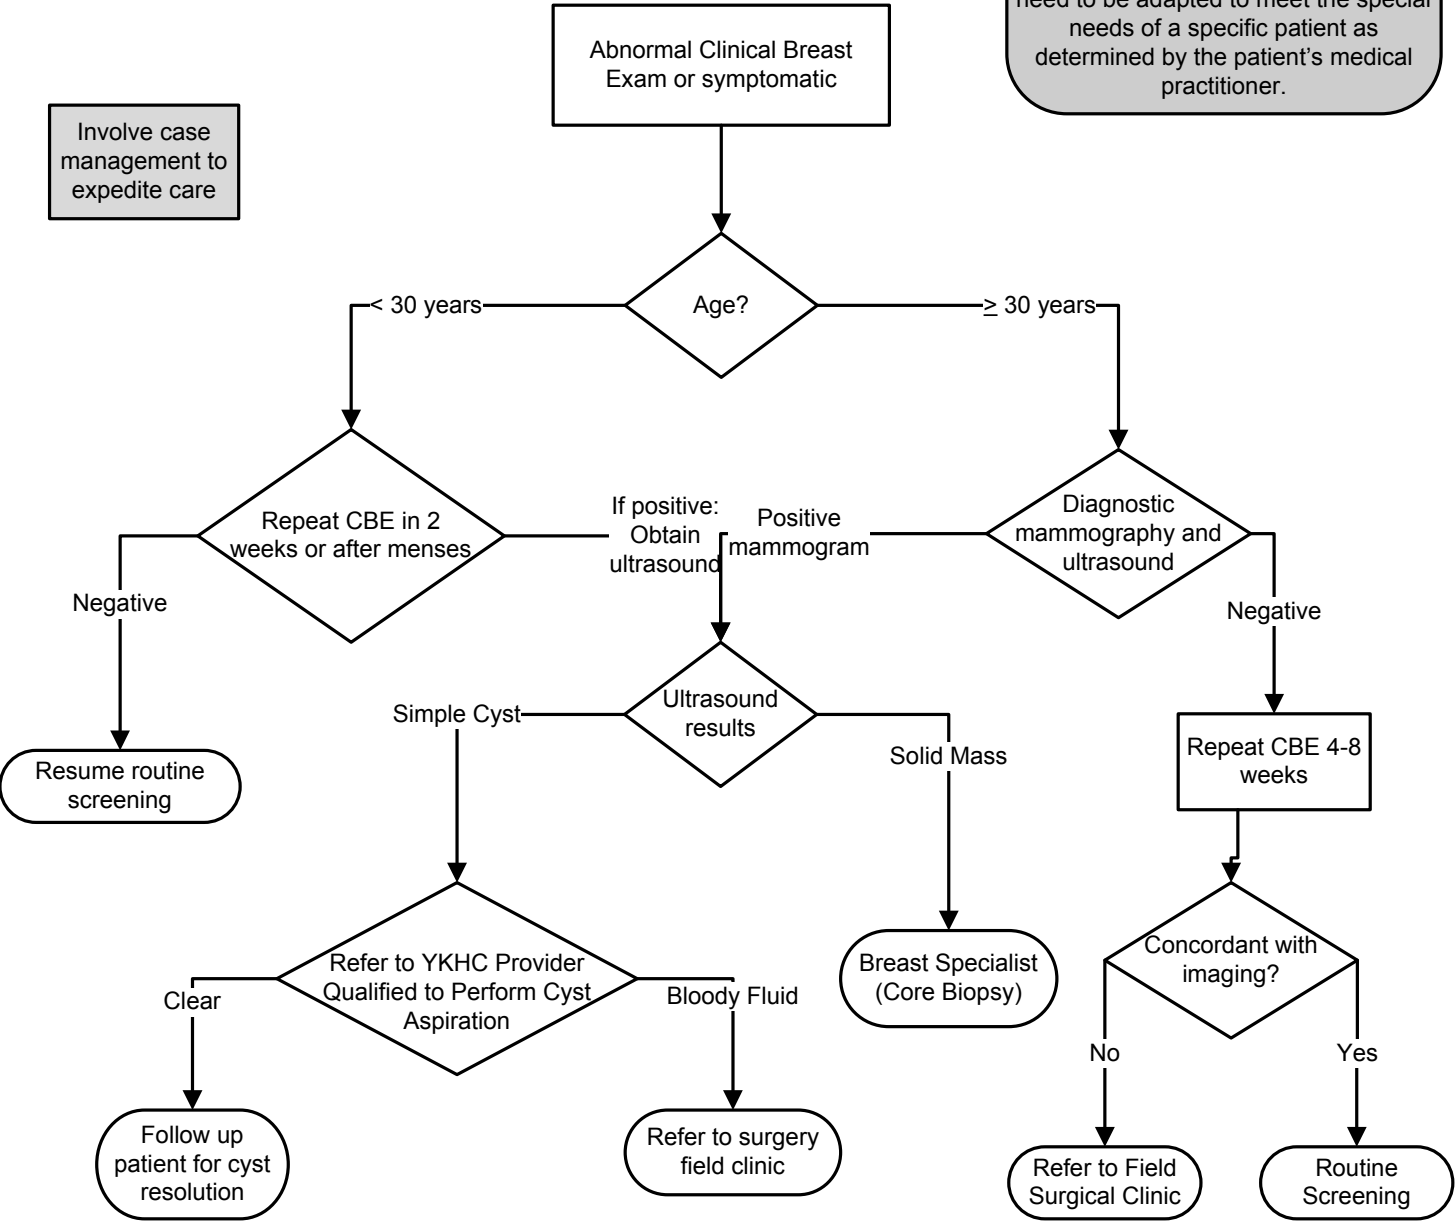 need to be adapted to meet the special
needs of a specific patient as
determined by the patient's medical
practitioner.
Abnormal Clinical Breast
Exam or symptomatic
Involve case
management to
expedite care
Age?
< 30 years
≥ 30 years
Repeat CBE in 2
weeks or after menses
If positive:
Obtain
ultrasound
Positive
mammogram
Diagnostic
mammography and
ultrasound
Negative
Negative
Ultrasound
results
Simple Cyst
Solid Mass
Resume routine
screening
Repeat CBE 4-8
weeks
Refer to YKHC Provider
Qualified to Perform Cyst
Aspiration
Clear
Bloody Fluid
Breast Specialist
(Core Biopsy)
Concordant with
imaging?
No
Yes
Follow up
patient for cyst
resolution
Refer to surgery
field clinic
Refer to Field
Surgical Clinic
Routine
Screening